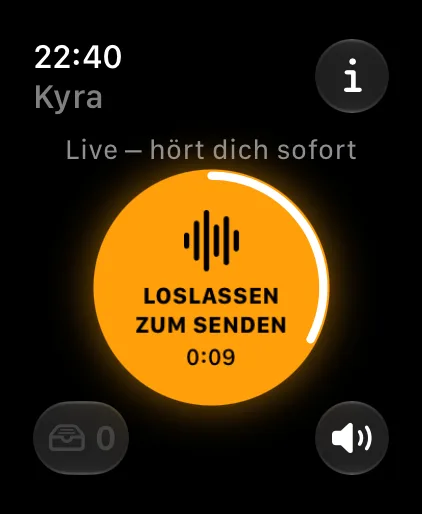 22:40
Kyra
Live – hört dich sofort
LOSLASSEN
ZUM SENDEN
0:09
0